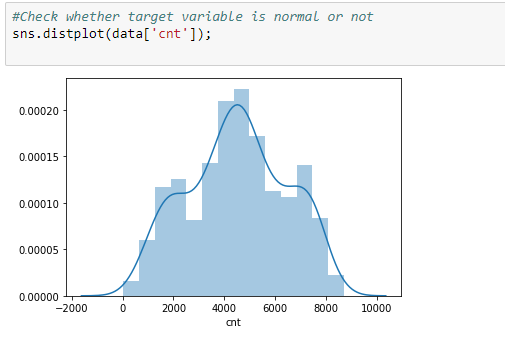 #Check whether target variable is normal or not
sns.distplot(data['cnt']);
0.00020
0.00015
0.00010
0.00005
0.00000
−2000 0 2000 4000 6000 8000 10000
cnt